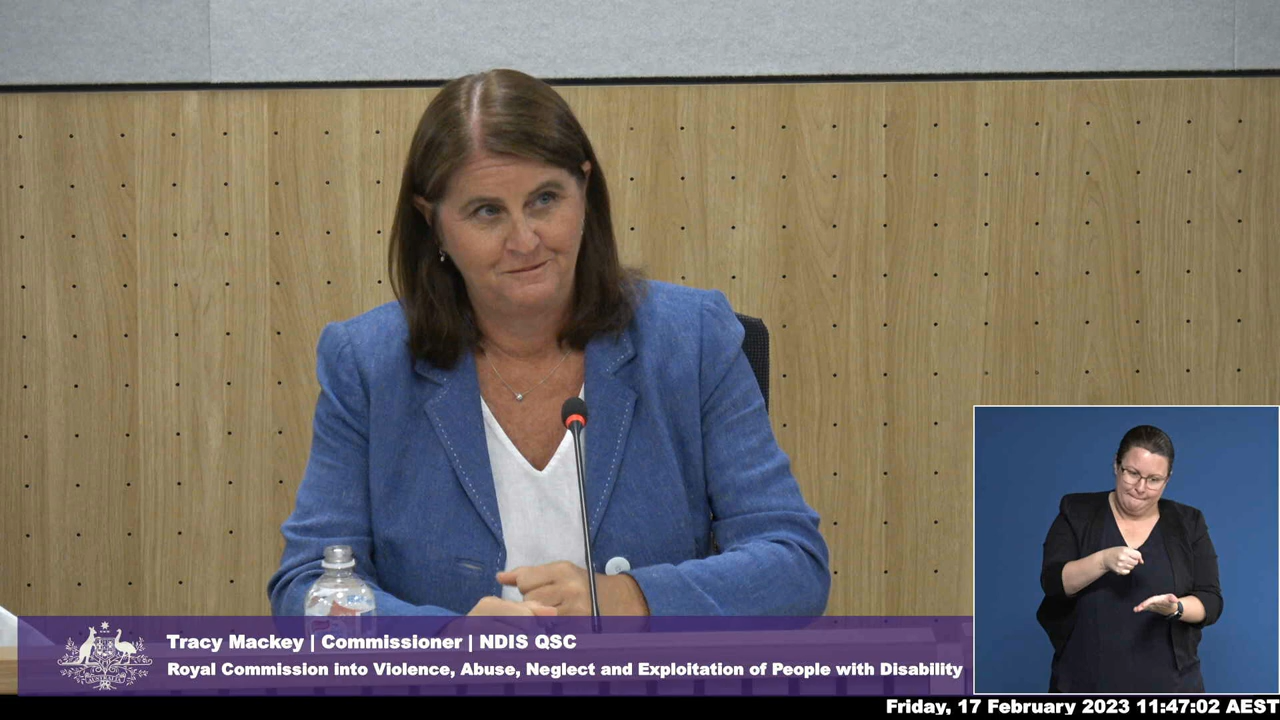 Tracy Mackey | Commissioner | NDIS QSC
Royal Commission into Violence, Abuse, Neglect and Exploitation of People with Disability
AUSTRALIA
Friday, 17 February 2023 11:47:02 AEST